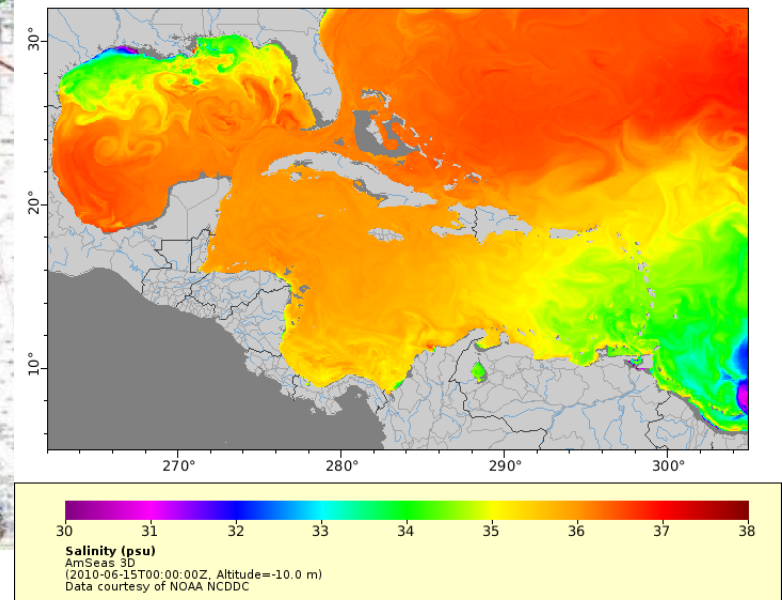 30°
20°
10°
270° 280° 290° 300°
30 31 32 33 34 35 36 37 38
Salinity (psu)
AmSeas 3D
(2010-06-15T00:00:00Z, Altitude=-10.0 m)
Data courtesy of NOAA NCDDC